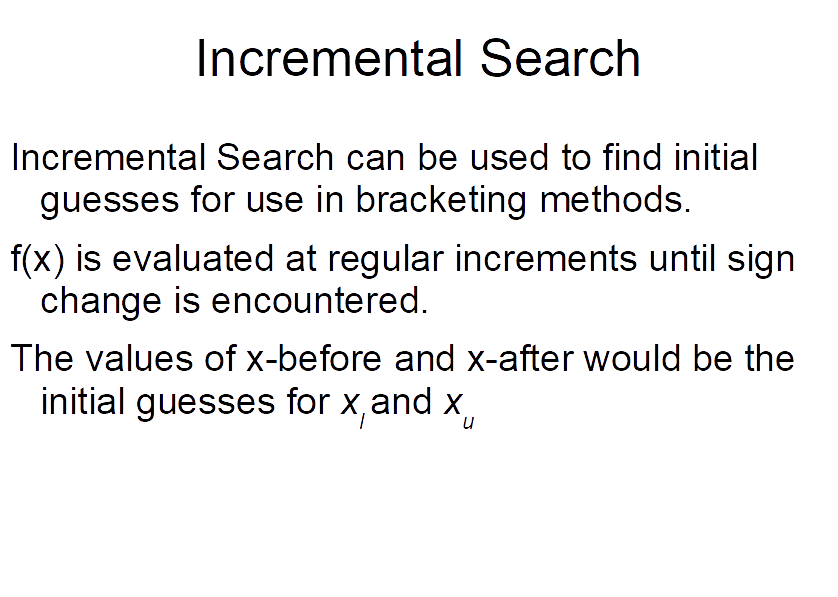 Incremental Search
Incremental Search can be used to find initial
guesses for use in bracketing methods.
f(x) is evaluated at regular increments until sign
change is encountered.
The values of x-before and x-after would be the
initial guesses for xl and xu